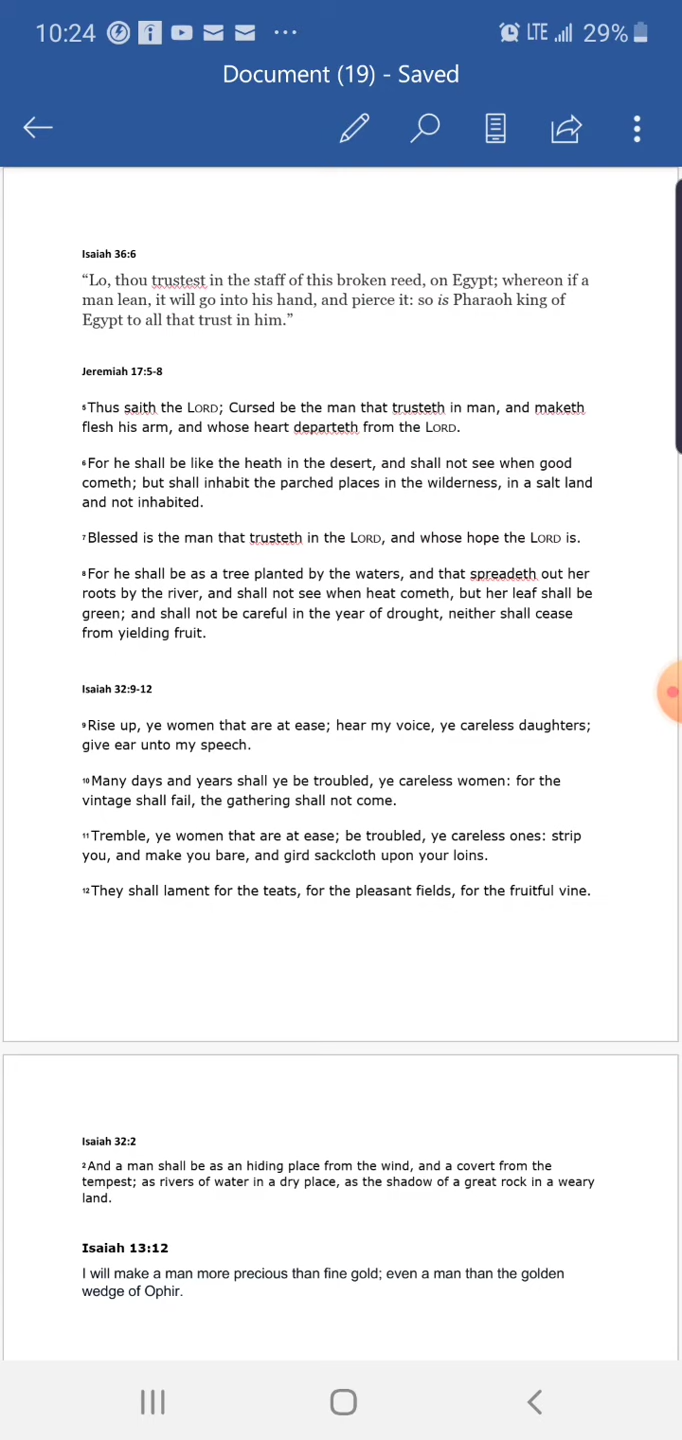 10:24 LTE 29%
Document (19) - Saved
Isaiah 36:6
“Lo, thou trustest in the staff of this broken reed, on Egypt; whereon if a
man lean, it will go into his hand, and pierce it: so is Pharaoh king of
Egypt to all that trust in him.”
Jeremiah 17:5-8
5Thus saith the LORD; Cursed be the man that trusteth in man, and maketh
flesh his arm, and whose heart departeth from the LORD.
6For he shall be like the heath in the desert, and shall not see when good
cometh; but shall inhabit the parched places in the wilderness, in a salt land
and not inhabited.
7Blessed is the man that trusteth in the LORD, and whose hope the LORD is.
8For he shall be as a tree planted by the waters, and that spreadeth out her
roots by the river, and shall not see when heat cometh, but her leaf shall be
green; and shall not be careful in the year of drought, neither shall cease
from yielding fruit.
Isaiah 32:9-12
9Rise up, ye women that are at ease; hear my voice, ye careless daughters;
give ear unto my speech.
10Many days and years shall ye be troubled, ye careless women: for the
vintage shall fail, the gathering shall not come.
11Tremble, ye women that are at ease; be troubled, ye careless ones: strip
you, and make you bare, and gird sackcloth upon your loins.
12They shall lament for the teats, for the pleasant fields, for the fruitful vine.
Isaiah 32:2
2And a man shall be as an hiding place from the wind, and a covert from the
tempest; as rivers of water in a dry place, as the shadow of a great rock in a weary
land.
Isaiah 13:12
I will make a man more precious than fine gold; even a man than the golden
wedge of Ophir.